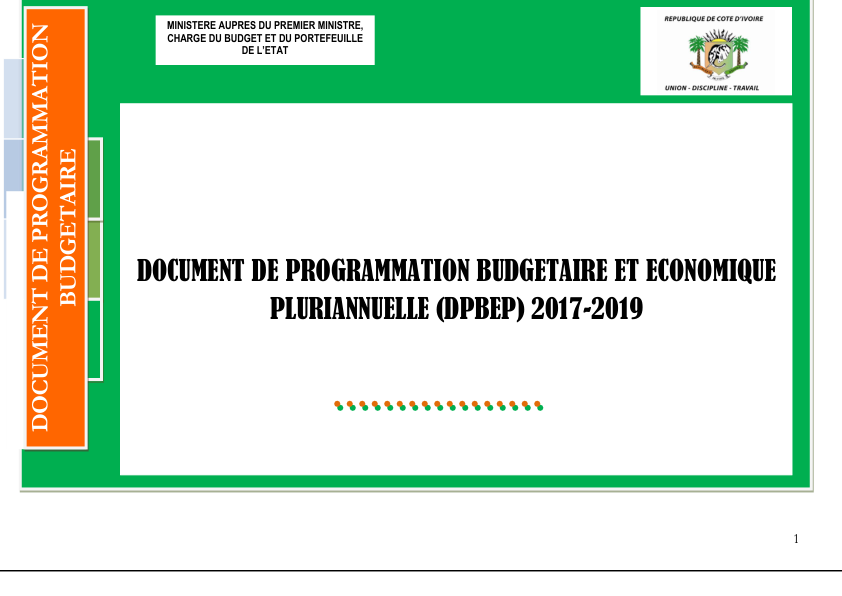 MINISTERE AUPRES DU PREMIER MINISTRE,
CHARGE DU BUDGET ET DU PORTEFEUILLE
DE L'ETAT
REPUBLIQUE DE COTE D'IVOIRE
UNION - DISCIPLINE - TRAVAIL
DOCUMENT DE PROGRAMMATION
BUDGETAIRE
DOCUMENT DE PROGRAMMATION BUDGETAIRE ET ECONOMIQUE
PLURIANNUELLE (DPBEP) 2017-2019
1